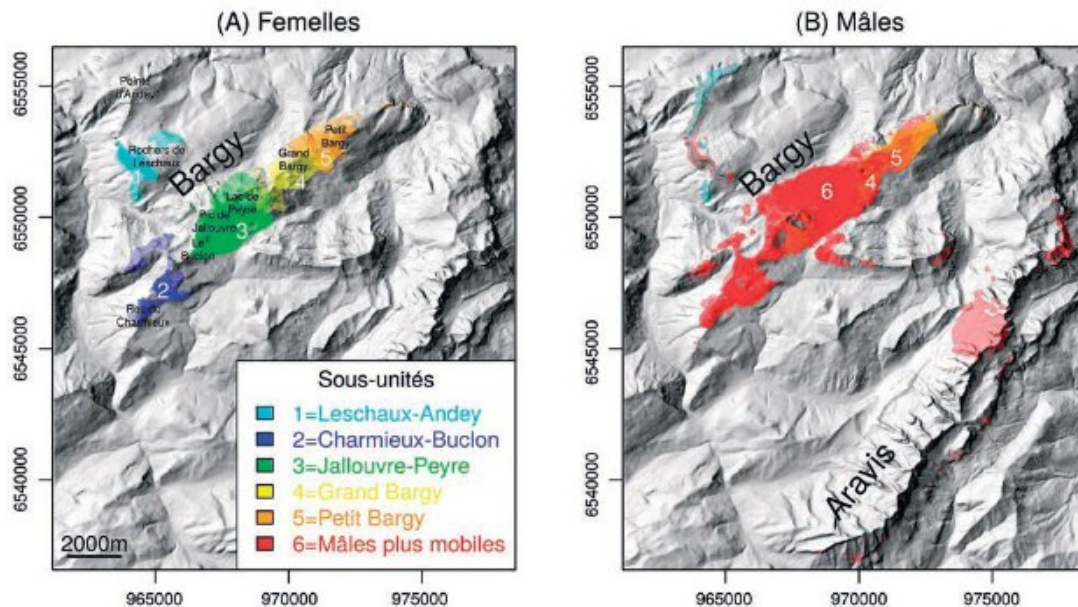 (A) Femelles
(B) Mâles
6555000
6550000
6545000
6540000
Pointe
d'Andey
Rochers de
Leschaux
Bargy
Petit
Bargy
5
Grand
Bargy
4
Lac de
Peyre
Pic de
Jallouvre
3
Le
Buclon
2
Roc de
Charmieux
Sous-unités
1=Leschaux-Andey
2=Charmieux-Buclon
3=Jallouvre-Peyre
4=Grand Bargy
5=Petit Bargy
6=Mâles plus mobiles
2000m
965000
970000
975000
6555000
6550000
6545000
6540000
Bargy
5
4
6
Aravis
965000
970000
975000